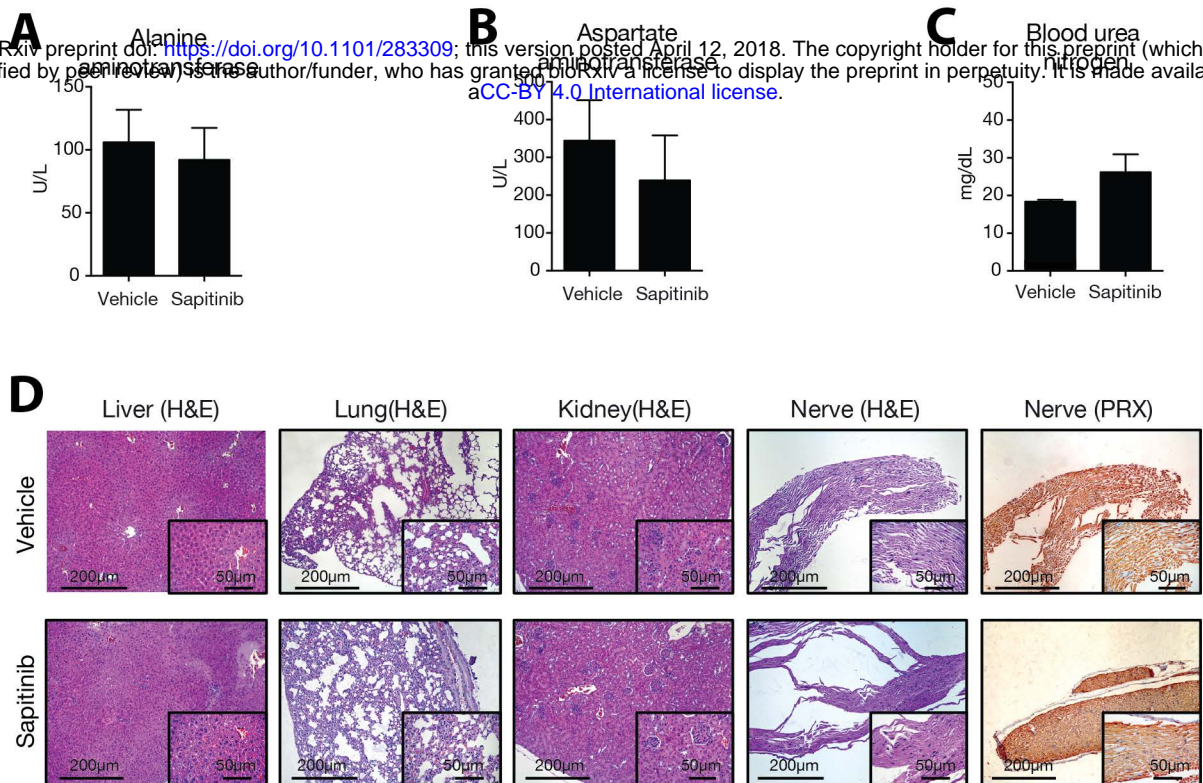 A
B
C
Rxiv preprint doi: https://doi.org/10.1101/283309; this version posted April 12, 2018. The copyright holder for this preprint (which
fied by peer review) is the author/funder, who has granted bioRxiv a license to display the preprint in perpetuity. It is made availa
aCC-BY 4.0 International license.
Alanine
aminotransferase
150
100
50
0
U/L
Vehicle Sapitinib
Aspartate
aminotransferase
500
400
300
200
100
0
U/L
Vehicle Sapitinib
Blood urea
nitrogen
50
40
30
20
10
0
mg/dL
Vehicle Sapitinib
D
Liver (H&E) Lung(H&E) Kidney(H&E) Nerve (H&E) Nerve (PRX)
Vehicle
200µm 50µm 200µm 50µm 200µm 50µm 200µm 50µm 200µm 50µm
Sapitinib
200µm 50µm 200µm 50µm 200µm 50µm 200µm 50µm 200µm 50µm